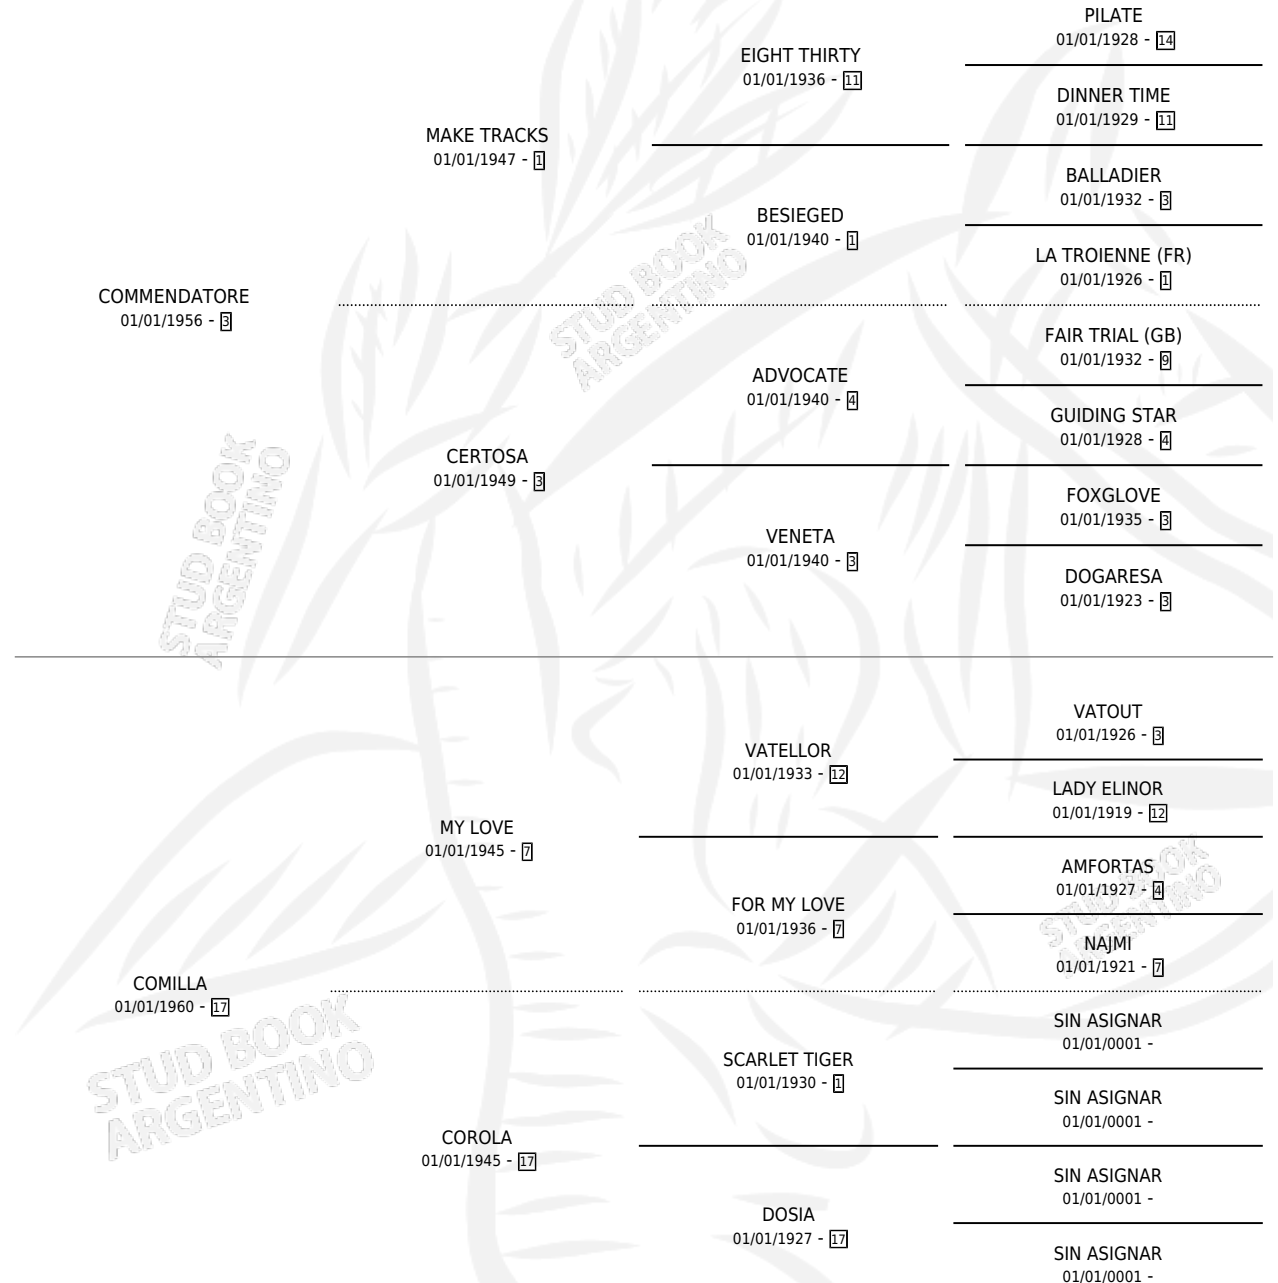 PILATE
01/01/1928 - 14
EIGHT THIRTY
01/01/1936 - 11
DINNER TIME
01/01/1929 - 11
MAKE TRACKS
01/01/1947 - 1
BALLADIER
01/01/1932 - 3
BESIEGED
01/01/1940 - 1
LA TROIENNE (FR)
01/01/1926 - 1
COMMENDATORE
01/01/1956 - 3
FAIR TRIAL (GB)
01/01/1932 - 9
ADVOCATE
01/01/1940 - 4
GUIDING STAR
01/01/1928 - 4
CERTOSA
01/01/1949 - 3
FOXGLOVE
01/01/1935 - 3
VENETA
01/01/1940 - 3
DOGARESA
01/01/1923 - 3
VATOUT
01/01/1926 - 3
VATELLOR
01/01/1933 - 12
LADY ELINOR
01/01/1919 - 12
MY LOVE
01/01/1945 - 7
AMFORTAS
01/01/1927 - 4
FOR MY LOVE
01/01/1936 - 7
NAJMI
01/01/1921 - 7
COMILLA
01/01/1960 - 17
SIN ASIGNAR
01/01/0001 -
SCARLET TIGER
01/01/1930 - 1
SIN ASIGNAR
01/01/0001 -
COROLA
01/01/1945 - 17
SIN ASIGNAR
01/01/0001 -
DOSIA
01/01/1927 - 17
SIN ASIGNAR
01/01/0001 -
STUD BOOK
ARGENTINO
STUD BOOK
ARGENTINO
STUD BOOK
ARGENTINO
STUD BOOK
ARGENTINO